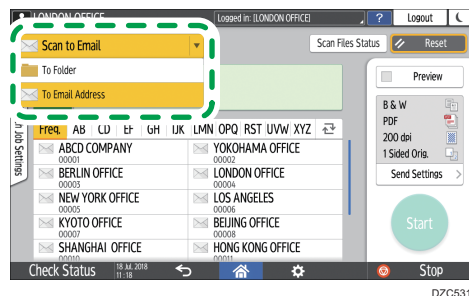 LONDON OFFICE
Logged in: [LONDON OFFICE]
?
Logout
Scan to Email
Scan Files Status
Reset
To Folder
To Email Address
Preview
B & W
PDF
200 dpi
1 Sided Orig.
Send Settings
Start
Job Settings
Freq. AB CD EF GH IJK LMN OPQ RST UVW XYZ
ABCD COMPANY
00001
YOKOHAMA OFFICE
00002
BERLIN OFFICE
00003
LONDON OFFICE
00004
NEW YORK OFFICE
00005
LOS ANGELES
00006
KYOTO OFFICE
00007
BEIJING OFFICE
00008
SHANGHAI OFFICE
00010
HONG KONG OFFICE
00011
Check Status
18 Jul. 2018
11:18
Stop
DZC531